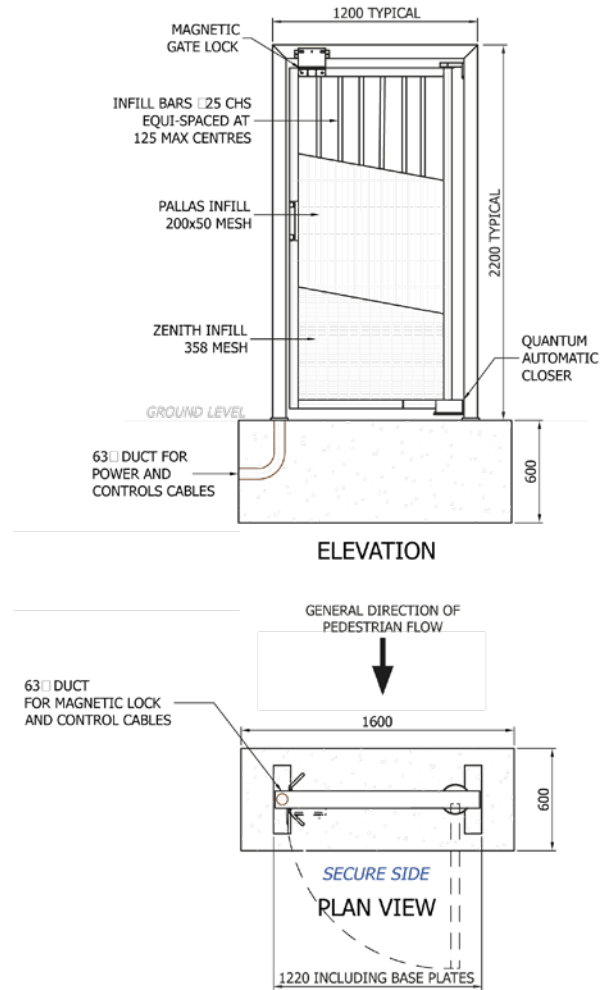 1200 TYPICAL
MAGNETIC
GATE LOCK
INFILL BARS □25 CHS
EQUI-SPACED AT
125 MAX CENTRES
PALLAS INFILL
200x50 MESH
2200 TYPICAL
ZENITH INFILL
358 MESH
QUANTUM
AUTOMATIC
CLOSER
GROUND LEVEL
63□ DUCT FOR
POWER AND
CONTROLS CABLES
600
ELEVATION
GENERAL DIRECTION OF
PEDESTRIAN FLOW
63□ DUCT
FOR MAGNETIC LOCK
AND CONTROL CABLES
1600
600
SECURE SIDE
PLAN VIEW
1220 INCLUDING BASE PLATES